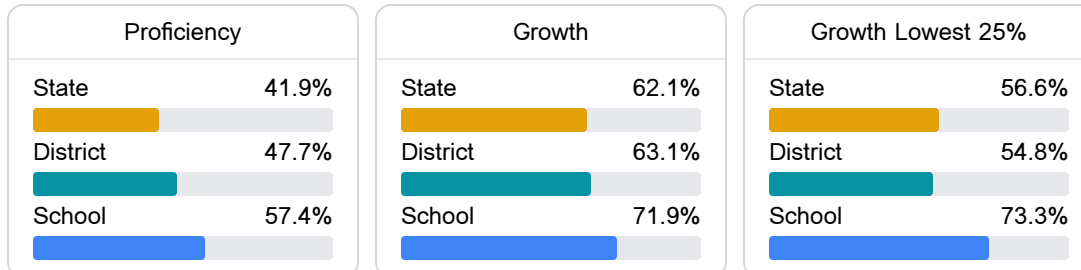 Proficiency
State 41.9%
District 47.7%
School 57.4%
Growth
State 62.1%
District 63.1%
School 71.9%
Growth Lowest 25%
State 56.6%
District 54.8%
School 73.3%